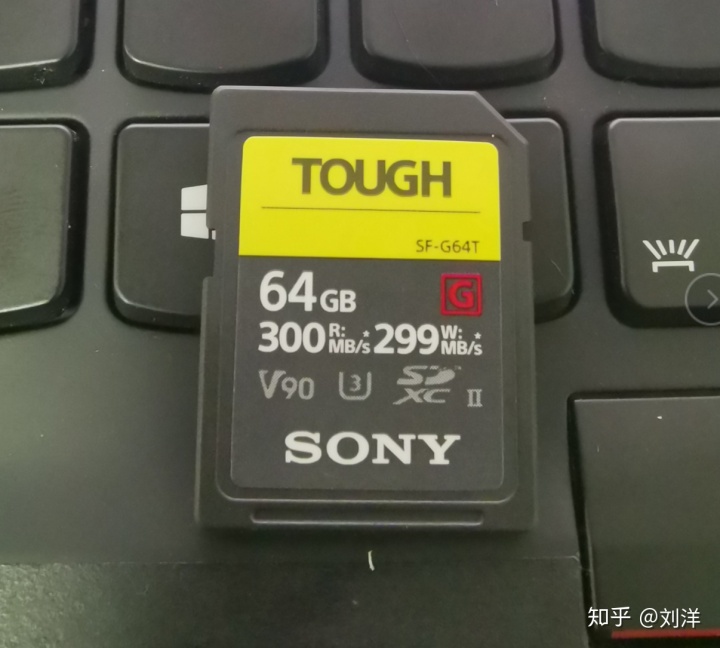 TOUGH
SF-G64T
64GB
G
300 R: MB/s* 299 W: MB/s*
V90 3 SD XC II
SONY
知乎 @刘洋